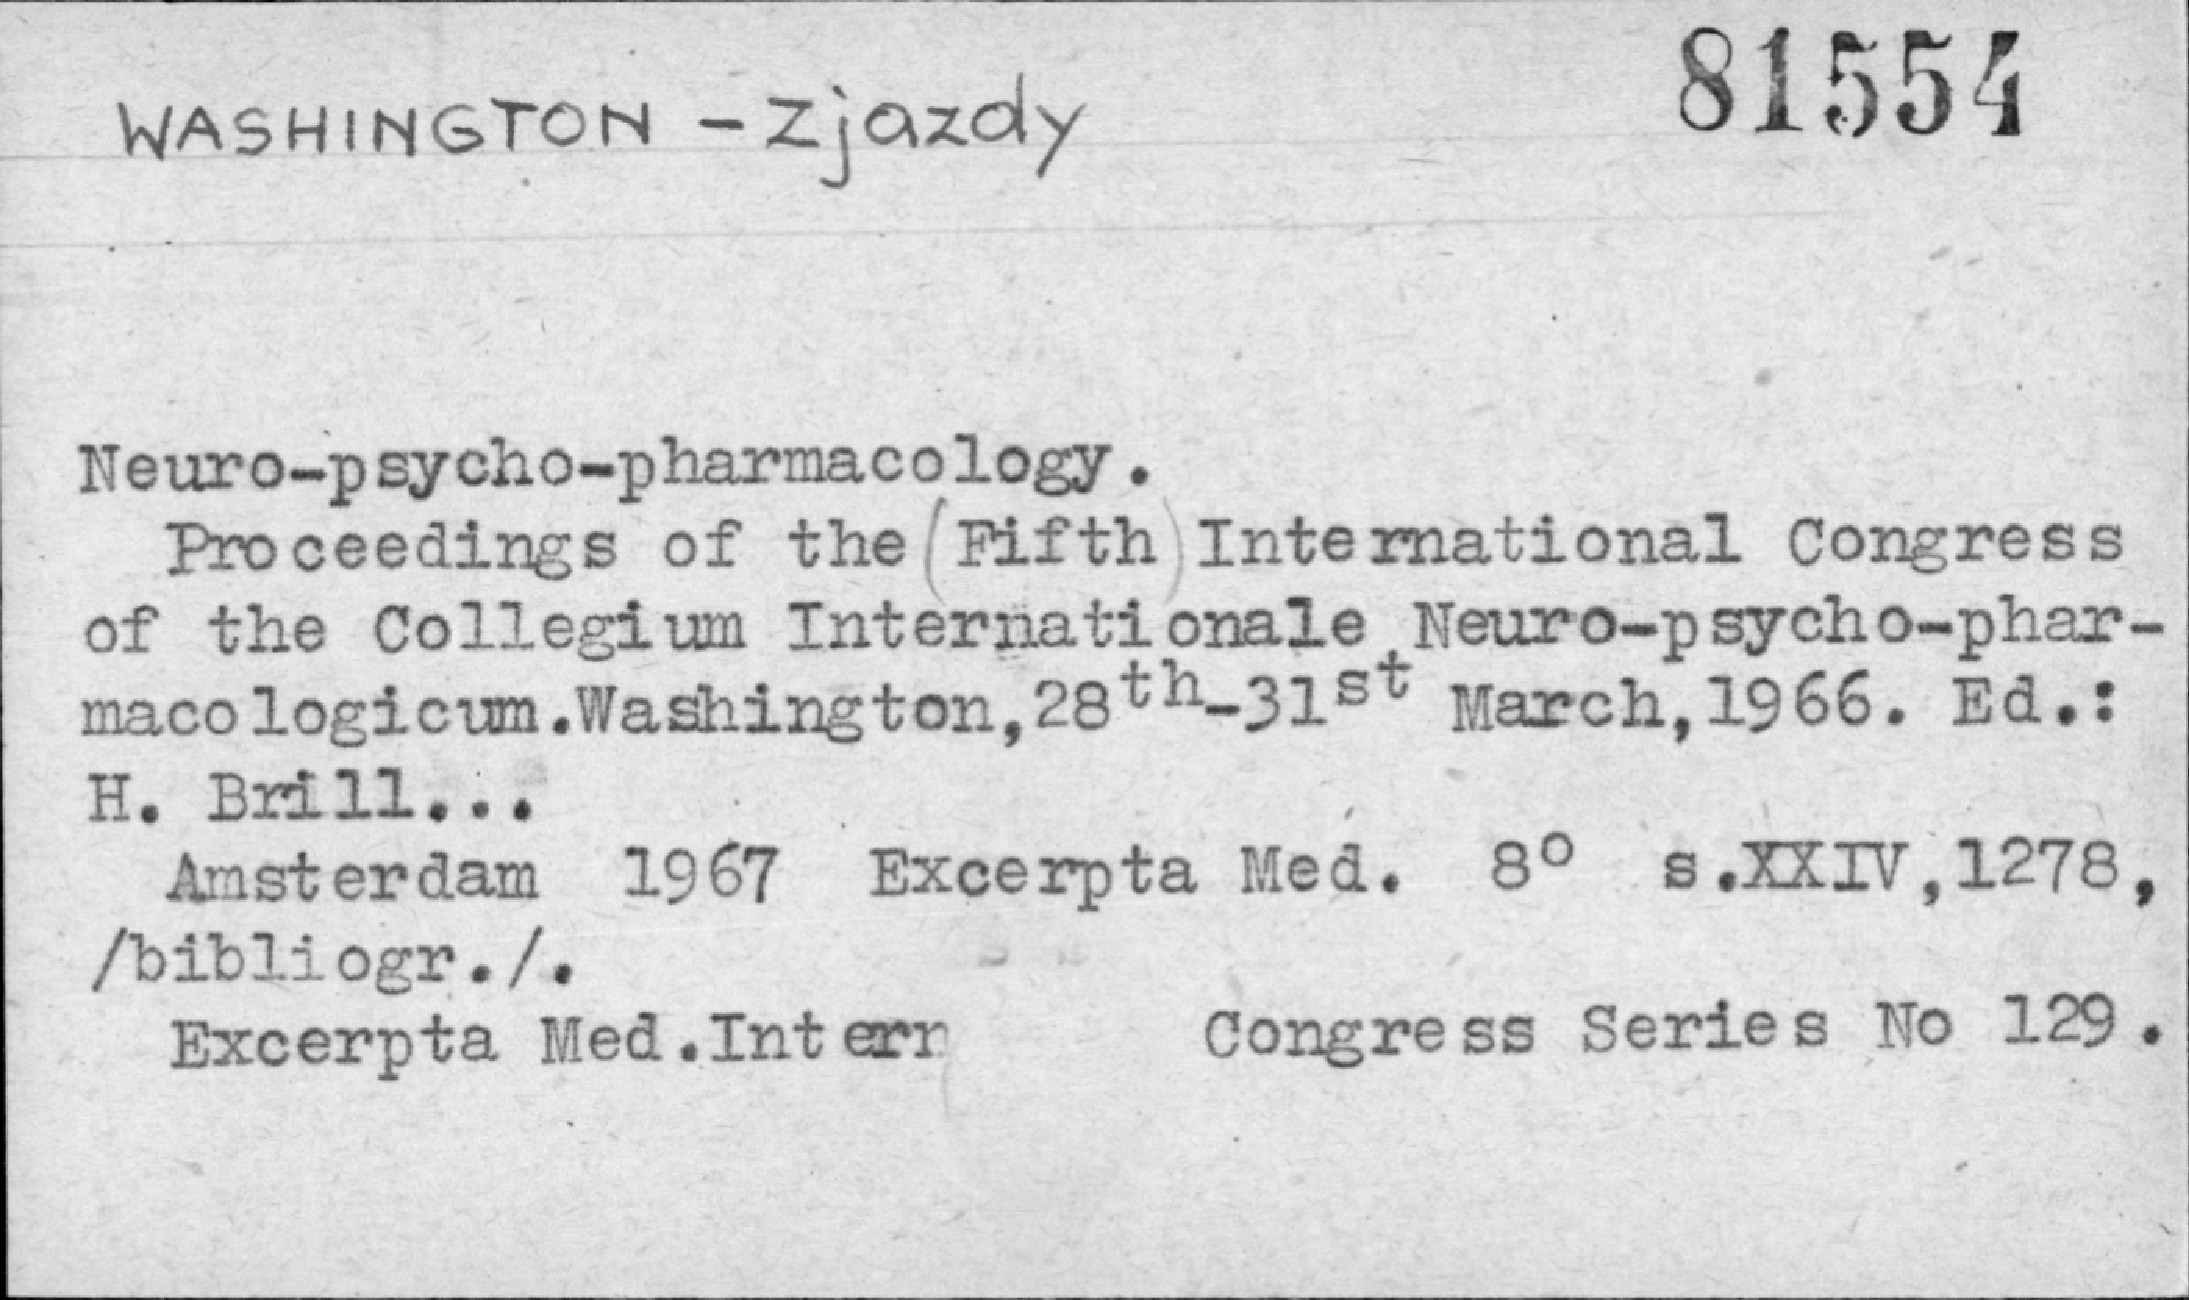 81554
WASHINGTON - zjazdy
Neuro-psycho-pharmacology.
Proceedings of the (Fifth) International Congress
of the Collegium Internationale Neuro-psycho-phar-
macologicum.Washington,28th-31st March,1966. Ed.:
H. Brill...
Amsterdam 1967 Excerpta Med. 8° s.XXIV,1278,
/bibliogr./.
Excerpta Med.Intern Congress Series No 129.